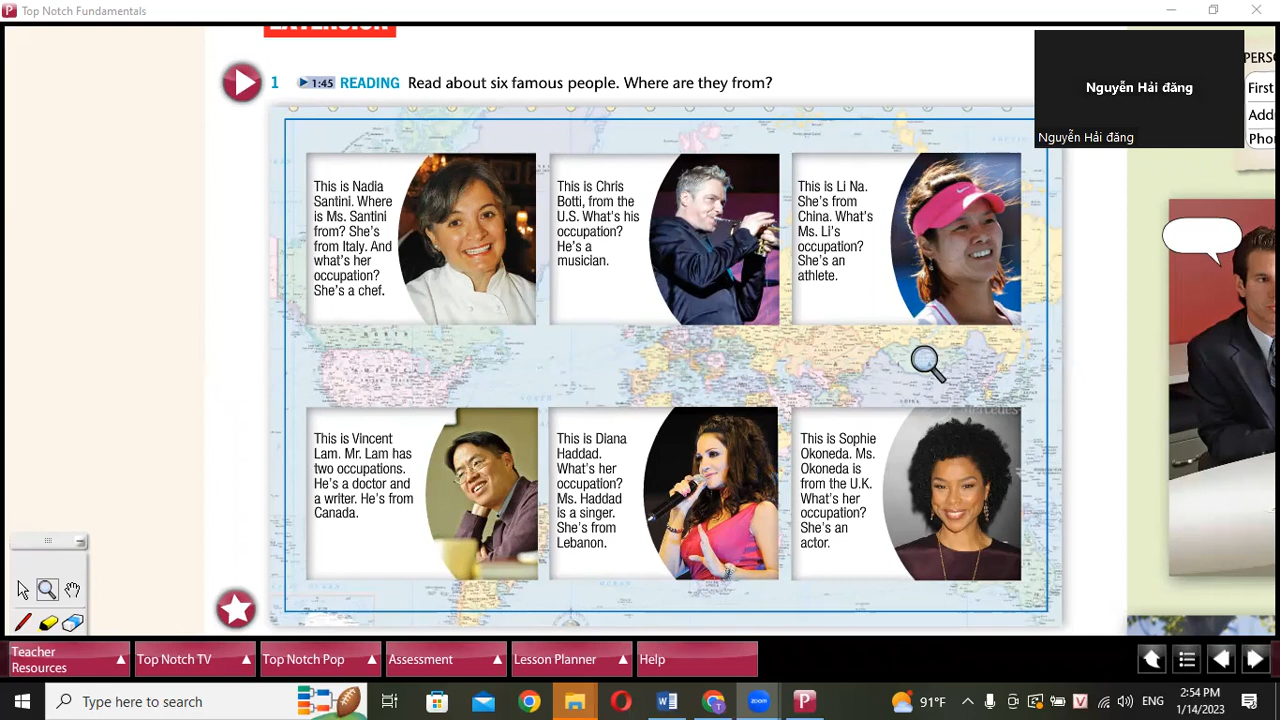 Top Notch Fundamentals
EXTENSION
1 1:45 READING Read about six famous people. Where are they from?
Nguyễn Hải đăng
Nguyễn Hải đăng
PERSO
First
Add
Pho
This is Nadia
Santini. Where
is Ms. Santini
from? She's
from Italy. And
what's her
occupation?
She's a chef.
This is Chris
Botti, from the
U.S. What's his
occupation?
He's a
musician.
This is Li Na.
She's from
China. What's
Ms. Li's
occupation?
She's an
athlete.
This is Vincent
Lam. Mr. Lam has
two occupations.
He's a doctor and
a writer. He's from
Canada.
This is Diana
Haddad.
What's her
occupation?
Ms. Haddad
is a singer.
She's from
Lebanon.
This is Sophie
Okoneda. Ms.
Okoneda is
from the U.K.
What's her
occupation?
She's an
actor.
Mercedes
Teacher
Resources
Top Notch TV
Top Notch Pop
Assessment
Lesson Planner
Help
Type here to search
zoom
91°F
V
ENG
2:54 PM
1/14/2023